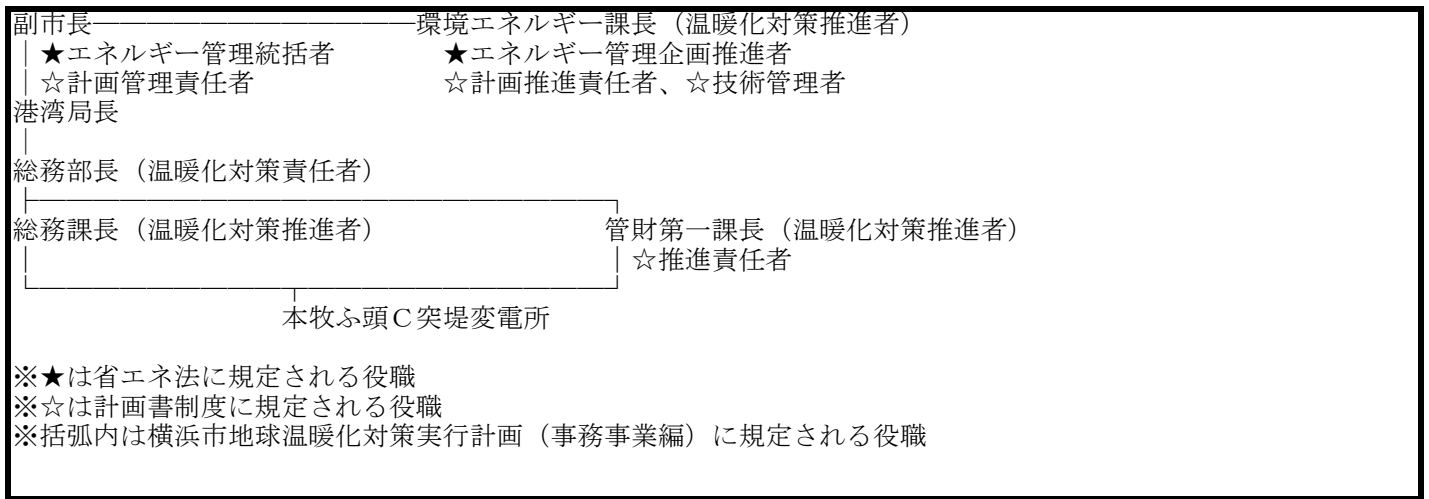 副市長――――――――――――環境エネルギー課長（温暖化対策推進者）
｜★エネルギー管理統括者　　　　★エネルギー管理企画推進者
｜☆計画管理責任者　　　　　　　☆計画推進責任者、☆技術管理者
港湾局長
｜
総務部長（温暖化対策責任者）
├―――――――――――――――――――――┐
総務課長（温暖化対策推進者）　　　　　　　　　管財第一課長（温暖化対策推進者）
｜　　　　　　　　　　　　　　　　　　　　　｜☆推進責任者
└―――――――――┬―――――――――――┘
本牧ふ頭Ｃ突堤変電所
※★は省エネ法に規定される役職
※☆は計画書制度に規定される役職
※括弧内は横浜市地球温暖化対策実行計画（事務事業編）に規定される役職